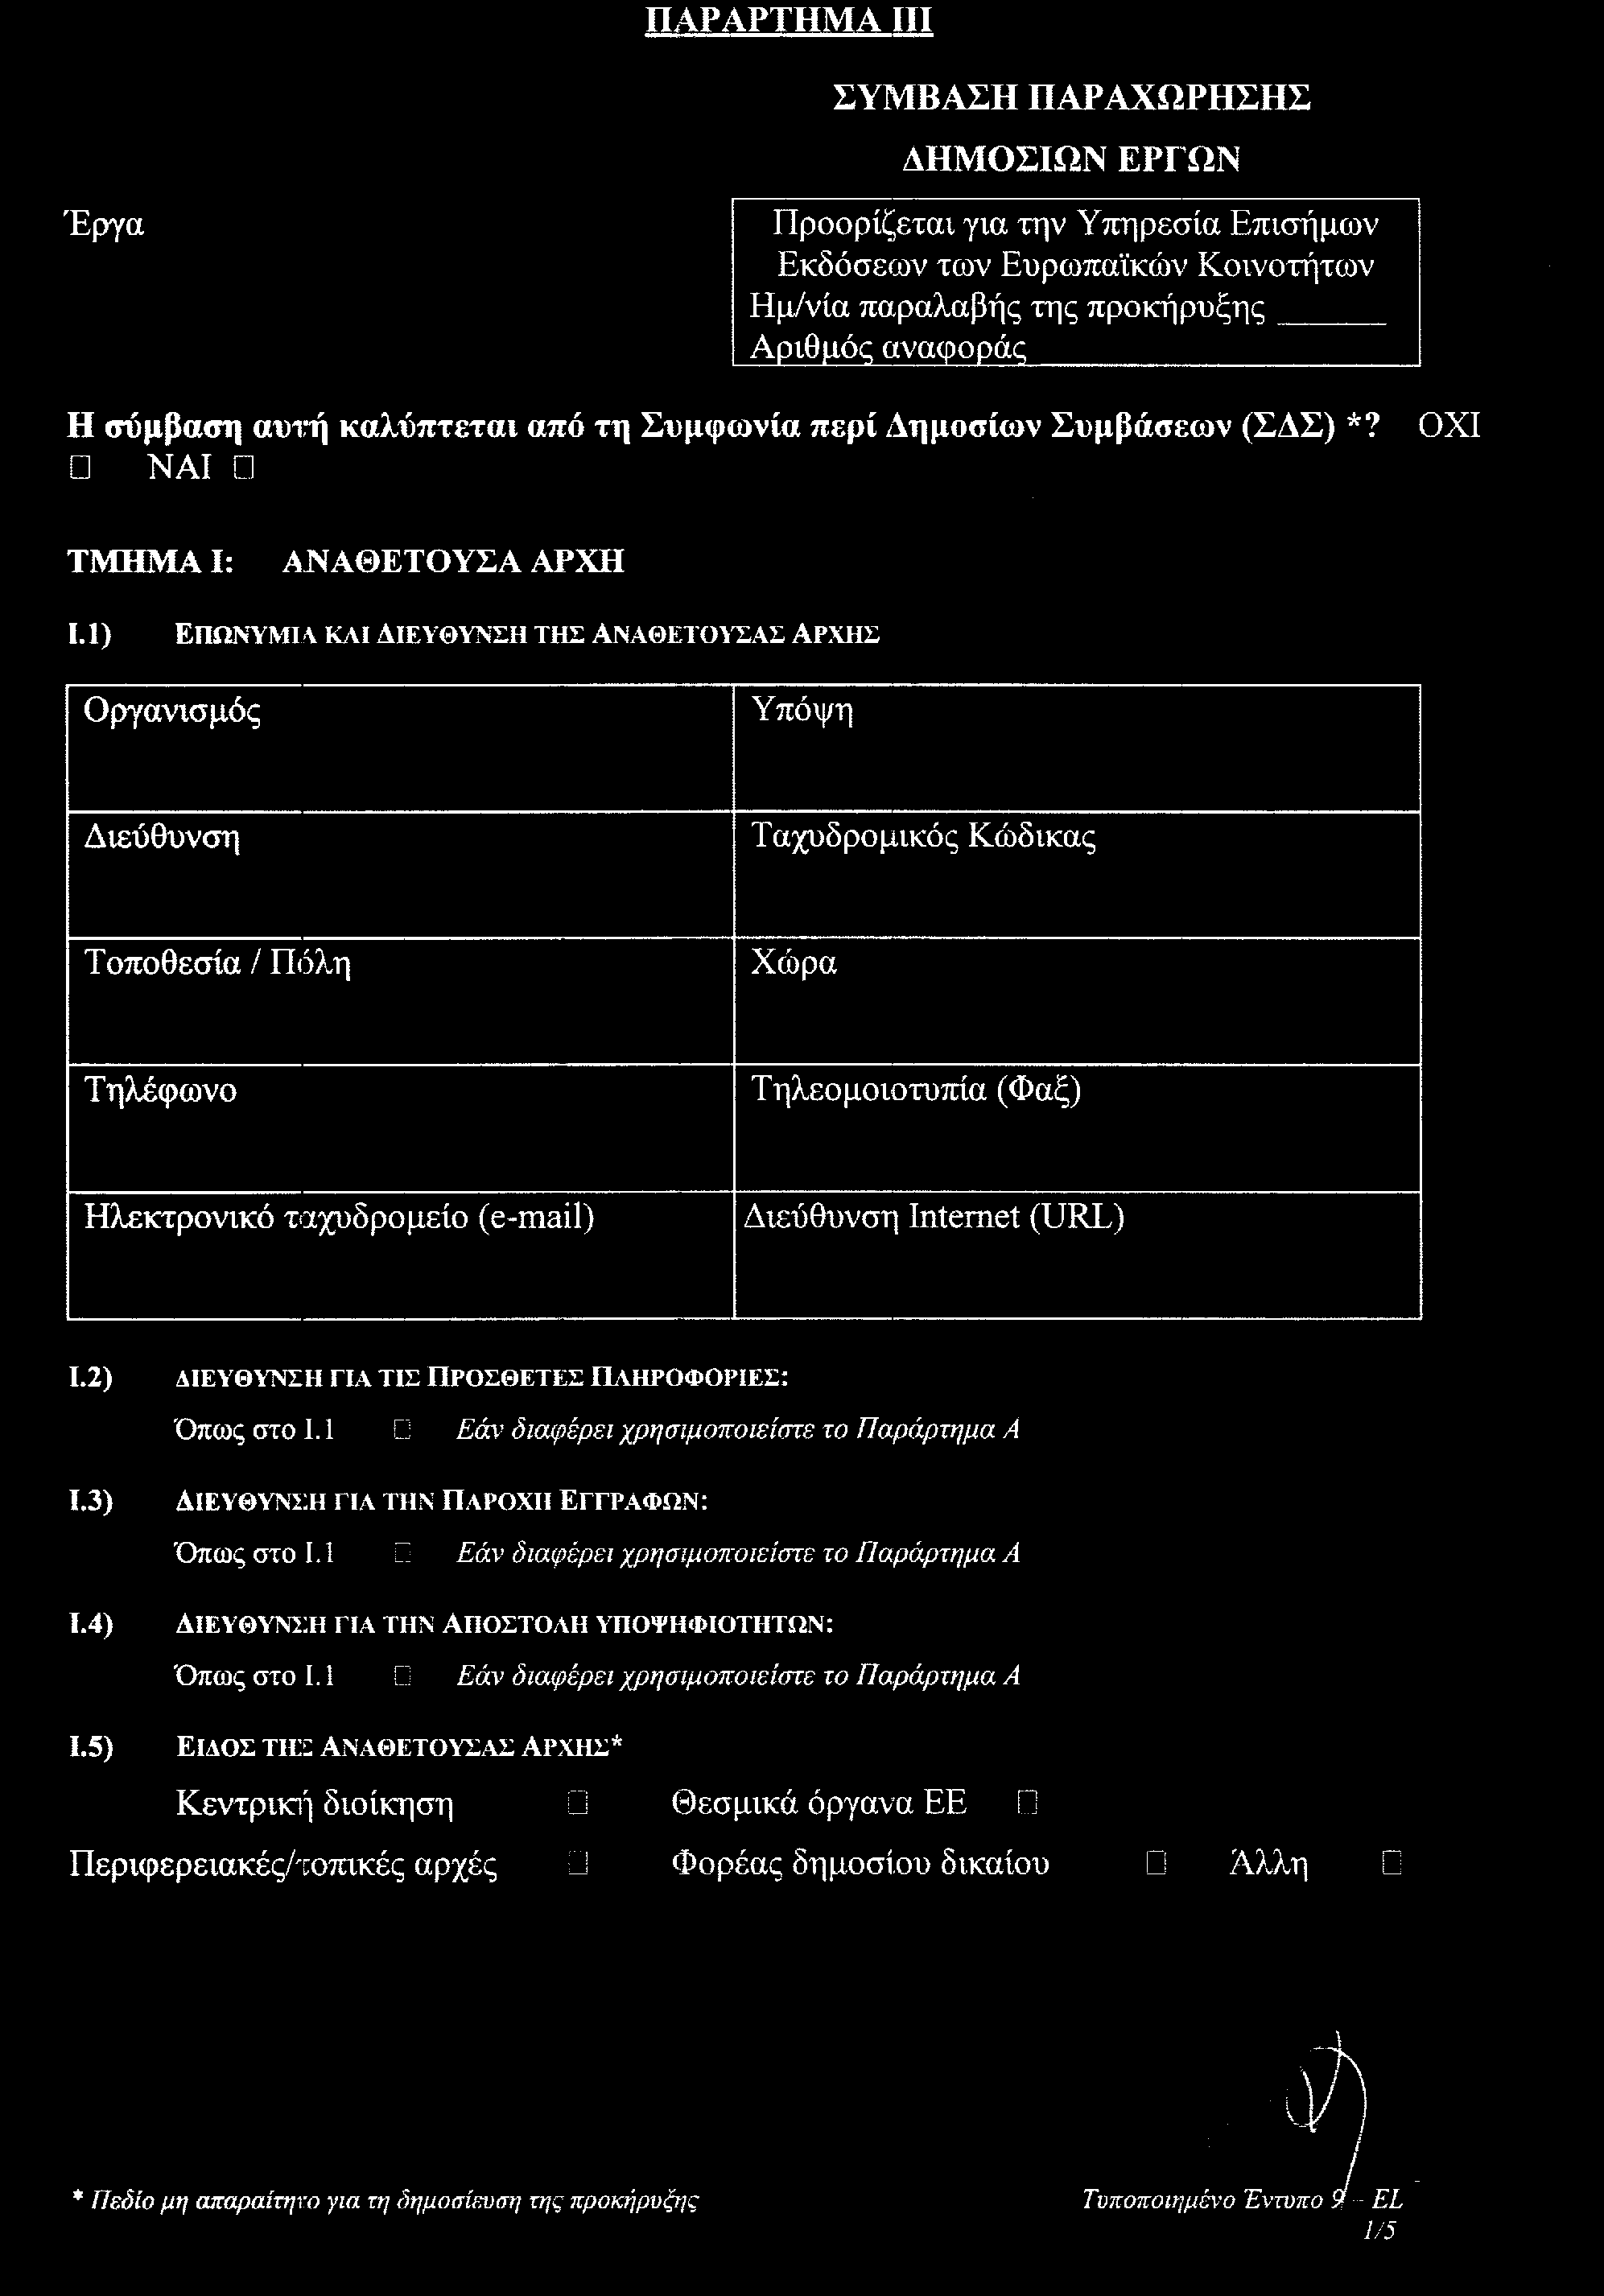 ΠΑΡΑΡΤΗΜΑ ΙΙΙ
ΣΥΜΒΑΣΗ ΠΑΡΑΧΩΡΗΣΗΣ
ΔΗΜΟΣΙΩΝ ΕΡΓΩΝ
Έργα
Προορίζεται για την Υπηρεσία Επισήμων
Εκδόσεων των Ευρωπαϊκών Κοινοτήτων
Ημ/νία παραλαβής της προκήρυξης ______
Αριθμός αναφοράς
Η σύμβαση αυτή καλύπτεται από τη Συμφωνία περί Δημοσίων Συμβάσεων (ΣΔΣ) *? ΟΧΙ
□ ΝΑΙ □
ΤΜΗΜΑ Ι: ΑΝΑΘΕΤΟΥΣΑ ΑΡΧΗ
Ι.1) ΕΠΩΝΥΜΙΑ ΚΑΙ ΔΙΕΥΘΥΝΣΗ ΤΗΣ ΑΝΑΘΕΤΟΥΣΑΣ ΑΡΧΗΣ
Οργανισμός Υπόψη
Διεύθυνση Ταχυδρομικός Κώδικας
Τοποθεσία / Πόλη Χώρα
Τηλέφωνο Τηλεομοιοτυπία (Φαξ)
Ηλεκτρονικό ταχυδρομείο (e-mail) Διεύθυνση Internet (URL)
Ι.2) ΔΙΕΥΘΥΝΣΗ ΓΙΑ ΤΙΣ ΠΡΟΣΘΕΤΕΣ ΠΛΗΡΟΦΟΡΙΕΣ:
Όπως στο Ι.1 □ Εάν διαφέρει χρησιμοποιείστε το Παράρτημα Α
Ι.3) ΔΙΕΥΘΥΝΣΗ ΓΙΑ ΤΗΝ ΠΑΡΟΧΗ ΕΓΓΡΑΦΩΝ:
Όπως στο Ι.1 □ Εάν διαφέρει χρησιμοποιείστε το Παράρτημα Α
Ι.4) ΔΙΕΥΘΥΝΣΗ ΓΙΑ ΤΗΝ ΑΠΟΣΤΟΛΗ ΥΠΟΨΗΦΙΟΤΗΤΩΝ:
Όπως στο Ι.1 □ Εάν διαφέρει χρησιμοποιείστε το Παράρτημα Α
Ι.5) ΕΙΔΟΣ ΤΗΣ ΑΝΑΘΕΤΟΥΣΑΣ ΑΡΧΗΣ*
Κεντρική διοίκηση □ Θεσμικά όργανα ΕΕ □
Περιφερειακές/τοπικές αρχές □ Φορέας δημοσίου δικαίου □ Άλλη □
* Πεδίο μη απαραίτητο για τη δημοσίευση της προκήρυξης Τυποποιημένο Έντυπο 9 - EL
1/5